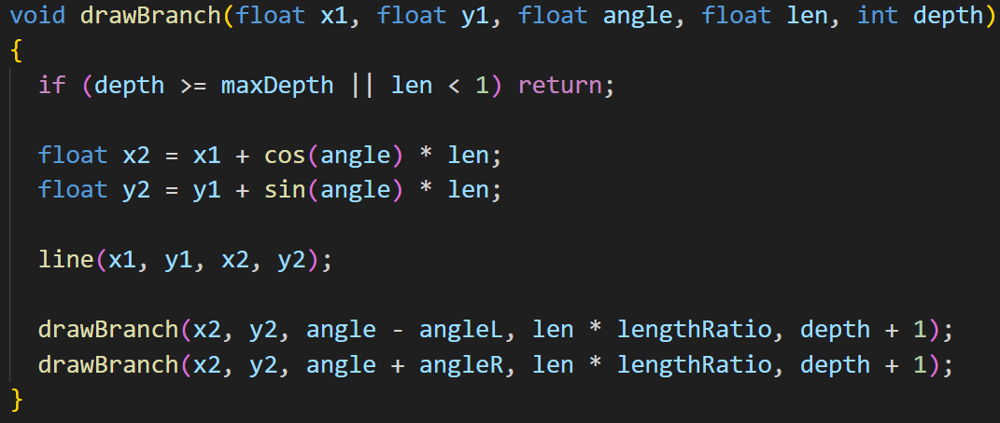 void drawBranch(float x1, float y1, float angle, float len, int depth)
{
  if (depth >= maxDepth || len < 1) return;

  float x2 = x1 + cos(angle) * len;
  float y2 = y1 + sin(angle) * len;

  line(x1, y1, x2, y2);

  drawBranch(x2, y2, angle - angleL, len * lengthRatio, depth + 1);
  drawBranch(x2, y2, angle + angleR, len * lengthRatio, depth + 1);
}